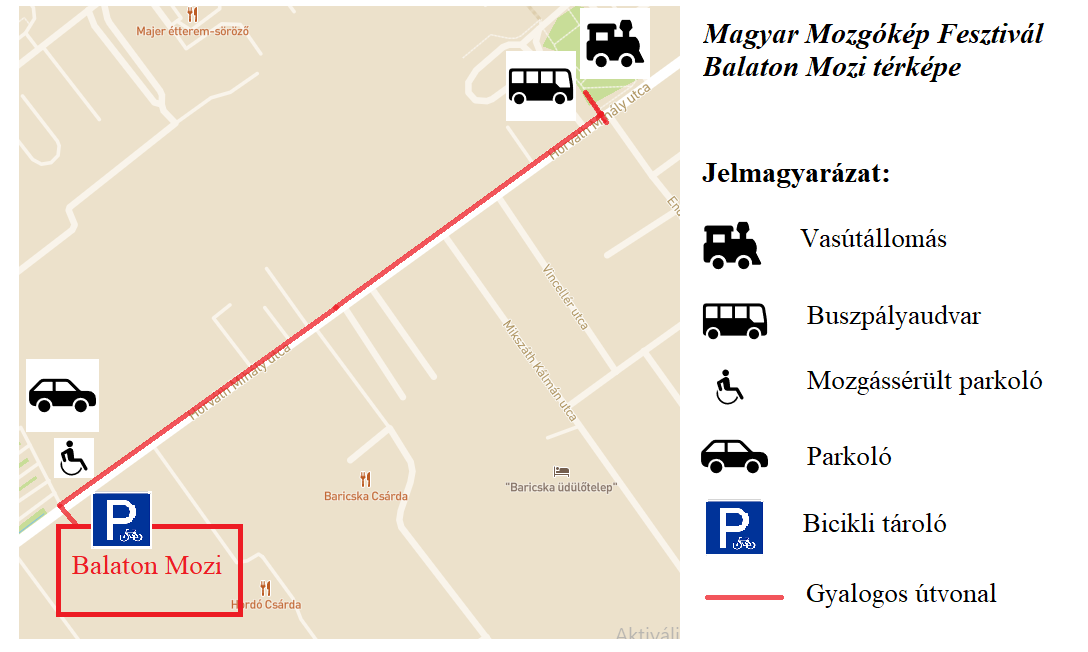 Magyar Mozgókép Fesztivál
Balaton Mozi térképe
Jelmagyarázat:
Vasútállomás
Buszpályaudvar
Mozgássérült parkoló
Parkoló
P
Bicikli tároló
Gyalogos útvonal
Majer étterem-söröző
Horváth Mihály utca
End
Vincellér utca
Mikszáth Kálmán utca
Horváth Mihály utca
Baricska Csárda
"Baricska üdülőtelep"
P
Balaton Mozi
Hordó Csárda
Aktiváli